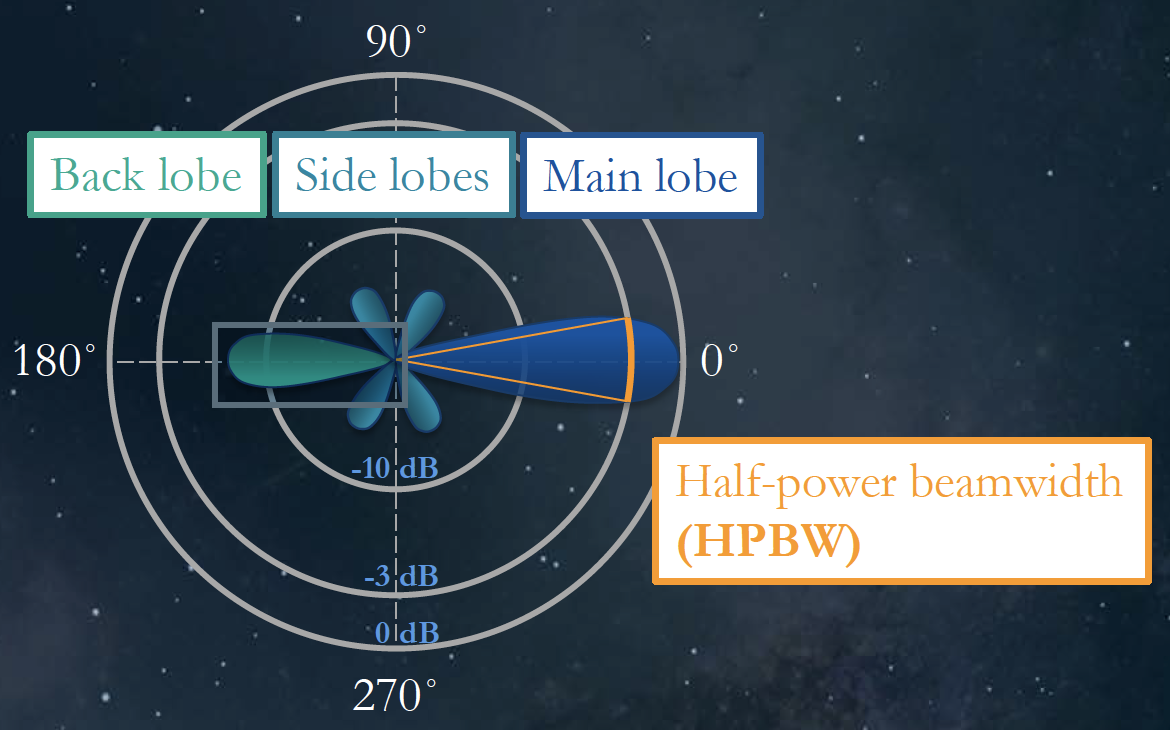 90°
Back lobe
Side lobes
Main lobe
180°
0°
-10 dB
Half-power beamwidth
(HPBW)
-3 dB
0 dB
270°